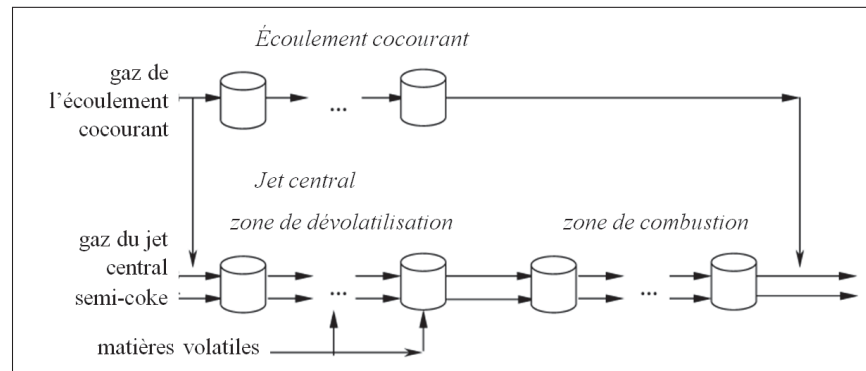 Écoulement cocourant
gaz de
l’écoulement
cocourant
...
Jet central
zone de dévolatilisation
zone de combustion
gaz du jet
central
semi-coke
...
...
matières volatiles